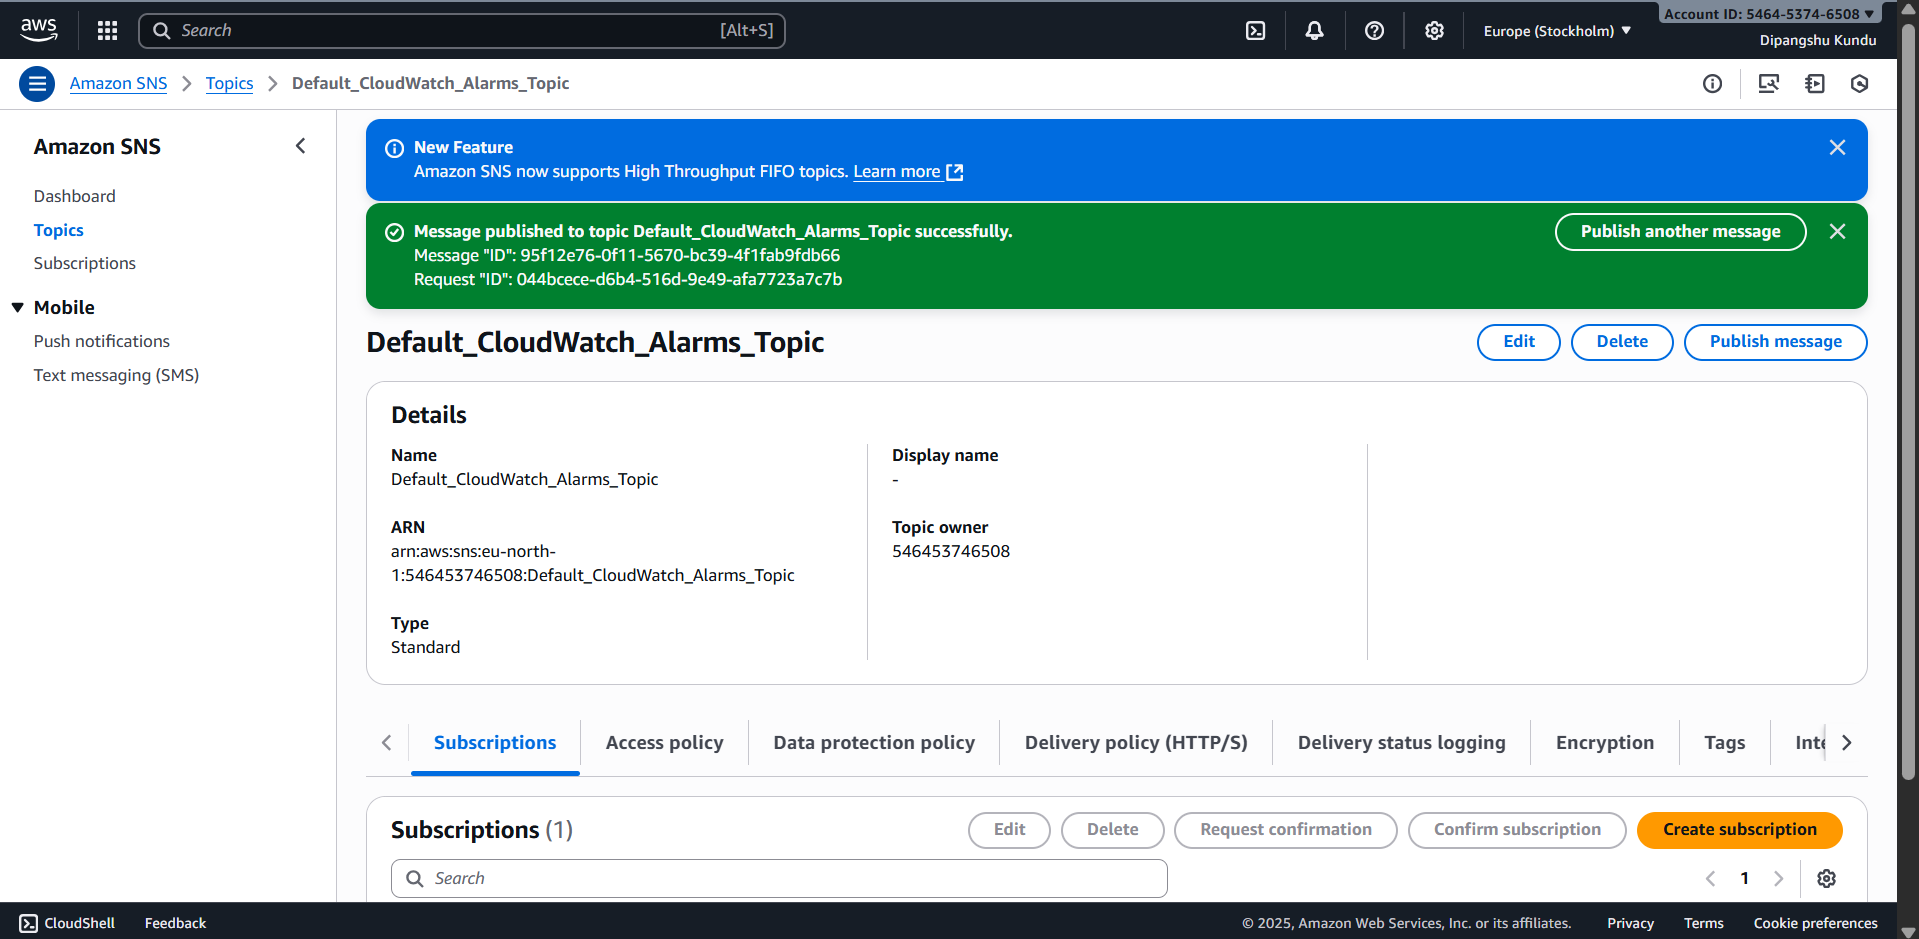 aws
Search
[Alt+S]
Europe (Stockholm)
Account ID: 5464-5374-6508
Dipangshu Kundu
Amazon SNS
Topics
Default_CloudWatch_Alarms_Topic
Amazon SNS
Dashboard
Topics
Subscriptions
Mobile
Push notifications
Text messaging (SMS)
New Feature
Amazon SNS now supports High Throughput FIFO topics. Learn more
Message published to topic Default_CloudWatch_Alarms_Topic successfully.
Message "ID": 95f12e76-0f11-5670-bc39-4f1fab9fdb66
Request "ID": 044bcece-d6b4-516d-9e49-afa7723a7c7b
Publish another message
Default_CloudWatch_Alarms_Topic
Edit
Delete
Publish message
Details
Name
Default_CloudWatch_Alarms_Topic
ARN
arn:aws:sns:eu-north-
1:546453746508:Default_CloudWatch_Alarms_Topic
Type
Standard
Display name
-
Topic owner
546453746508
Subscriptions
Access policy
Data protection policy
Delivery policy (HTTP/S)
Delivery status logging
Encryption
Tags
Subscriptions (1)
Edit
Delete
Request confirmation
Confirm subscription
Create subscription
Search
1
CloudShell
Feedback
© 2025, Amazon Web Services, Inc. or its affiliates.
Privacy
Terms
Cookie preferences